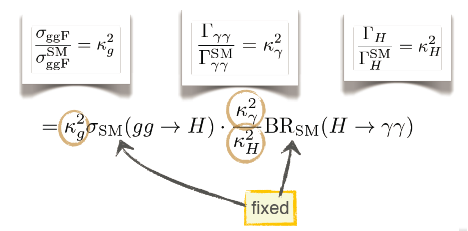 σ_ggF / σ_ggF^SM = κ_g^2
Γ_γγ / Γ_γγ^SM = κ_γ^2
Γ_H / Γ_H^SM = κ_H^2
= κ_g^2 σ_SM(gg → H) · κ_γ^2 / κ_H^2 BR_SM(H → γγ)
fixed